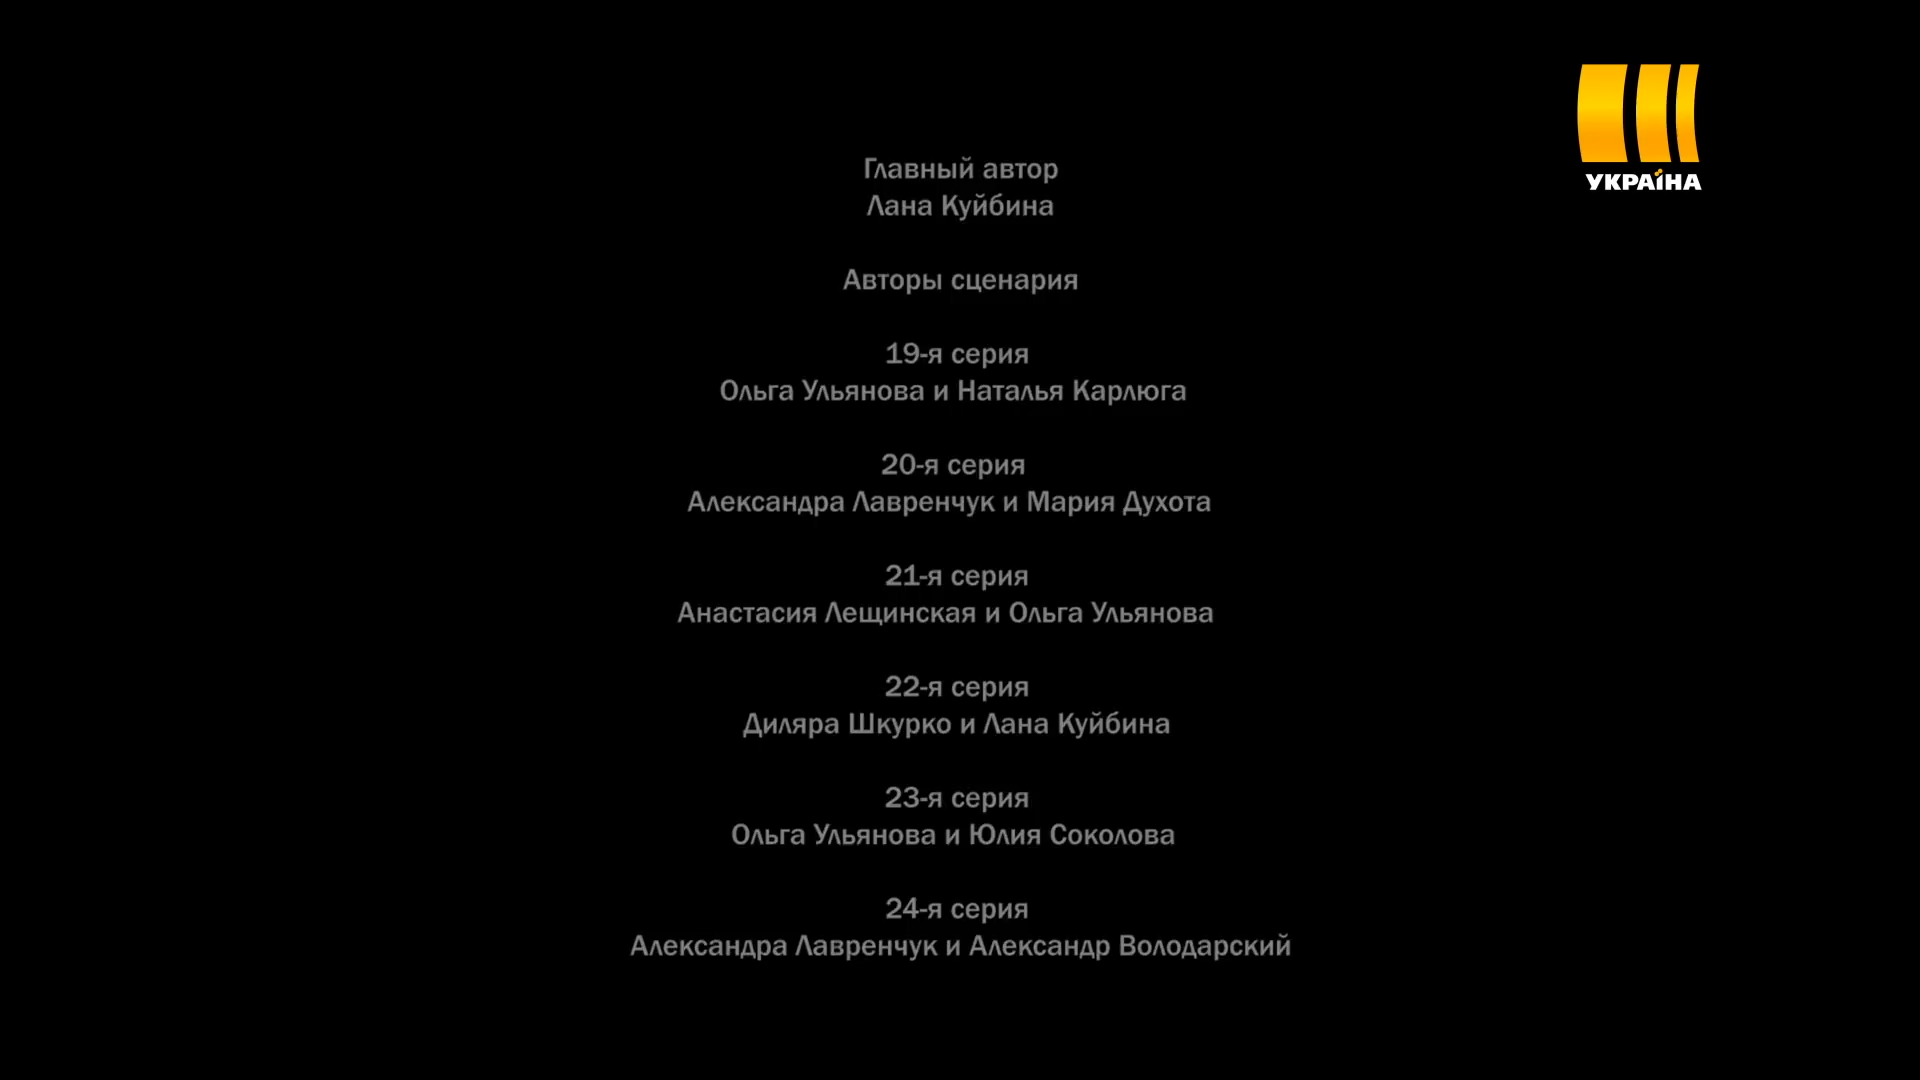 УКРАЇНА
Главный автор
Лана Куйбина
Авторы сценария
19-я серия
Ольга Ульянова и Наталья Карлюга
20-я серия
Александра Лавренчук и Мария Духота
21-я серия
Анастасия Лещинская и Ольга Ульянова
22-я серия
Диляра Шкурко и Лана Куйбина
23-я серия
Ольга Ульянова и Юлия Соколова
24-я серия
Александра Лавренчук и Александр Володарский